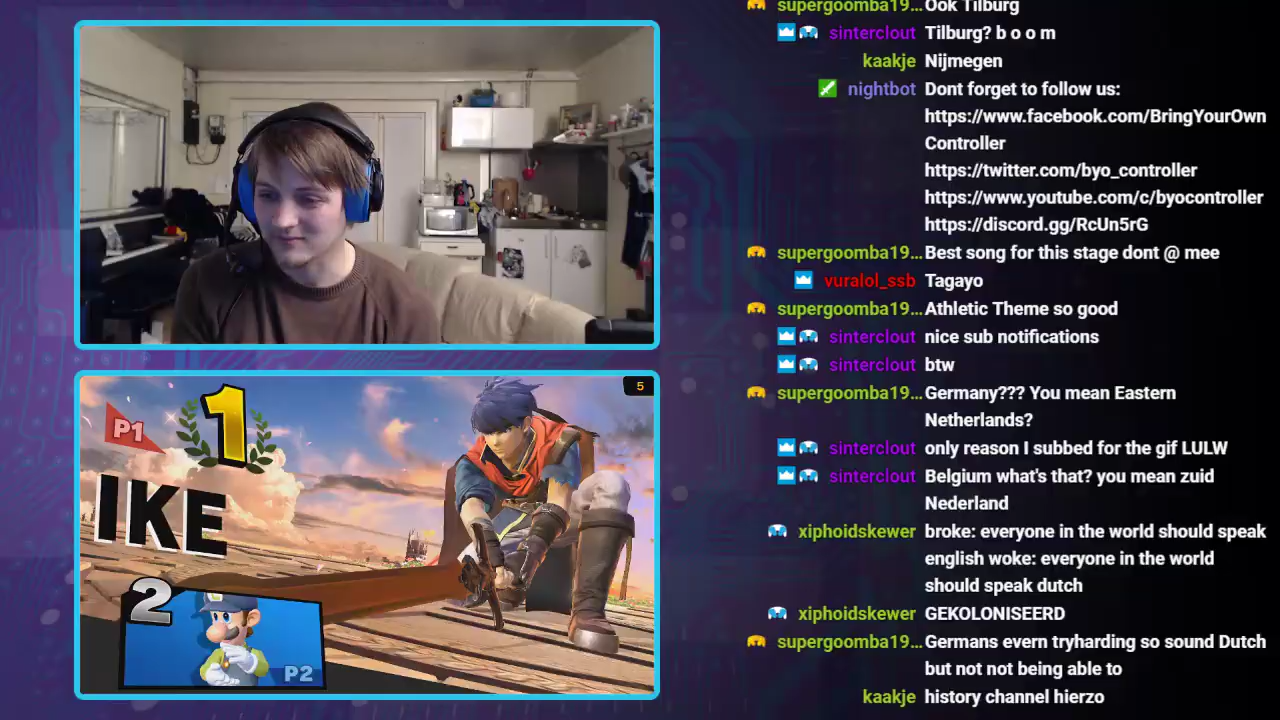 supergoomba19... Ook Tilburg
sinterclout Tilburg? b o o m
kaakje Nijmegen
nightbot Dont forget to follow us:
https://www.facebook.com/BringYourOwn
Controller
https://twitter.com/byo_controller
https://www.youtube.com/c/byocontroller
https://discord.gg/RcUn5rG
supergoomba19... Best song for this stage dont @ mee
vuralol_ssb Tagayo
supergoomba19... Athletic Theme so good
sinterclout nice sub notifications
sinterclout btw
supergoomba19... Germany??? You mean Eastern
Netherlands?
sinterclout only reason I subbed for the gif LULW
sinterclout Belgium what's that? you mean zuid
Nederland
xiphoidskewer broke: everyone in the world should speak
english woke: everyone in the world
should speak dutch
xiphoidskewer GEKOLONISEERD
supergoomba19... Germans evern tryharding so sound Dutch
but not not being able to
kaakje history channel hierzo
5
P1
1
IKE
2
P2